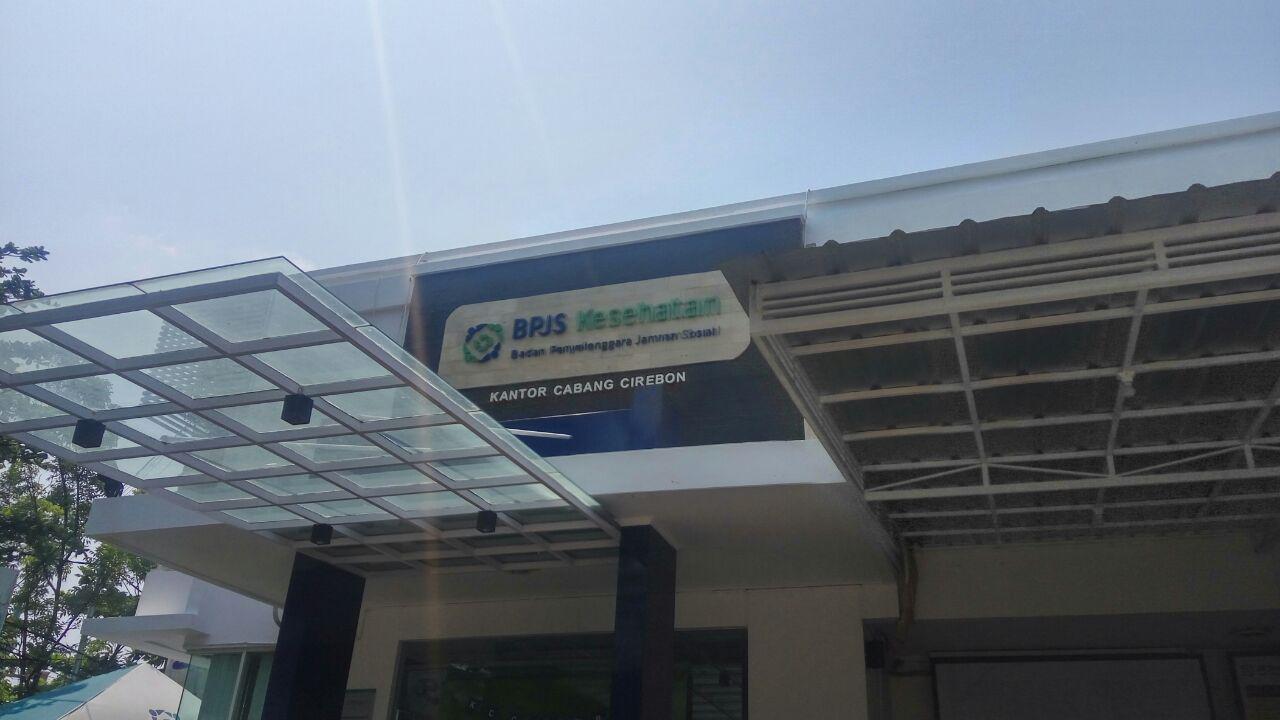 BPJS Kesehatan
Badan Penyelenggara Jaminan Sosial
KANTOR CABANG CIREBON